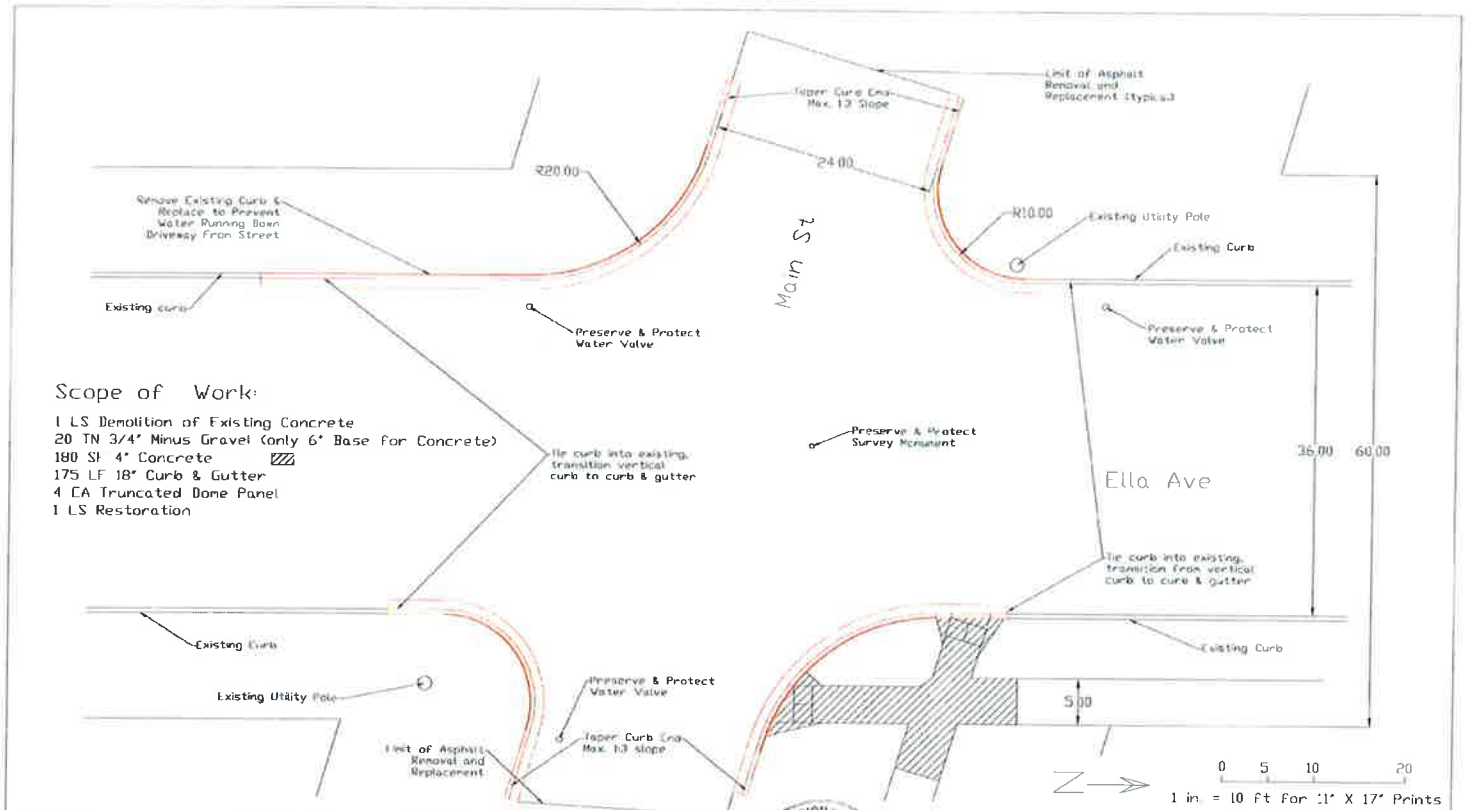 Limit of Asphalt
Removal and
Replacement (typical)
Taper Curb End
Max. 1:3 Slope
24.00
R20.00
Remove Existing Curb &
Replace to Prevent
Water Running Down
Driveway From Street
R10.00
Existing Utility Pole
Existing Curb
Main St
Existing curb
Preserve & Protect
Water Valve
Preserve & Protect
Water Valve
Scope of Work:
1 LS Demolition of Existing Concrete
20 TN 3/4" Minus Gravel (only 6" Base for Concrete)
180 SF 4" Concrete
175 LF 18" Curb & Gutter
4 EA Truncated Dome Panel
1 LS Restoration
Tie curb into existing,
transition vertical
curb to curb & gutter
Preserve & Protect
Survey Monument
36.00
60.00
Ella Ave
Tie curb into existing,
transition from vertical
curb to curb & gutter
Existing Curb
Existing Curb
Existing Utility Pole
Preserve & Protect
Water Valve
5.00
Taper Curb End
Max. 1:3 slope
Limit of Asphalt
Removal and
Replacement
Z
0 5 10 20
1 in = 10 ft for 11" X 17" Prints